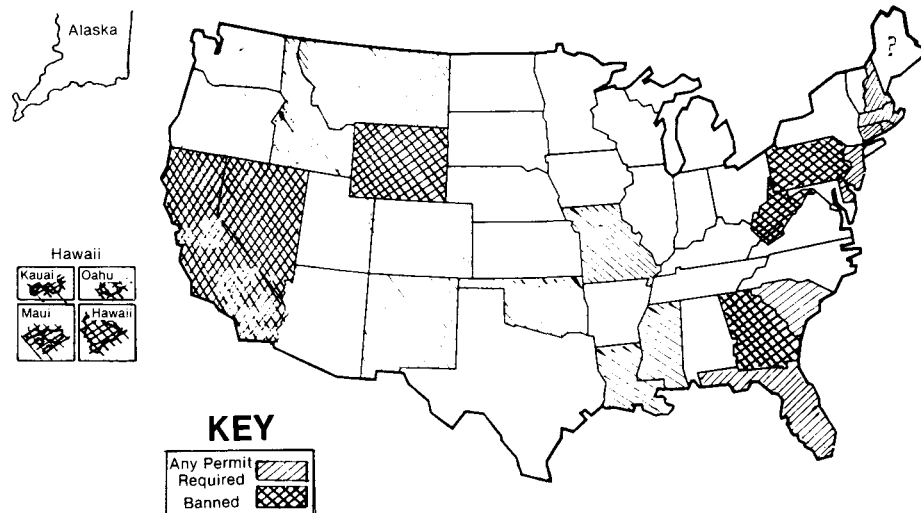 Alaska
?
Hawaii
Kauai Oahu
Maui Hawaii
KEY
Any Permit
Required
Banned